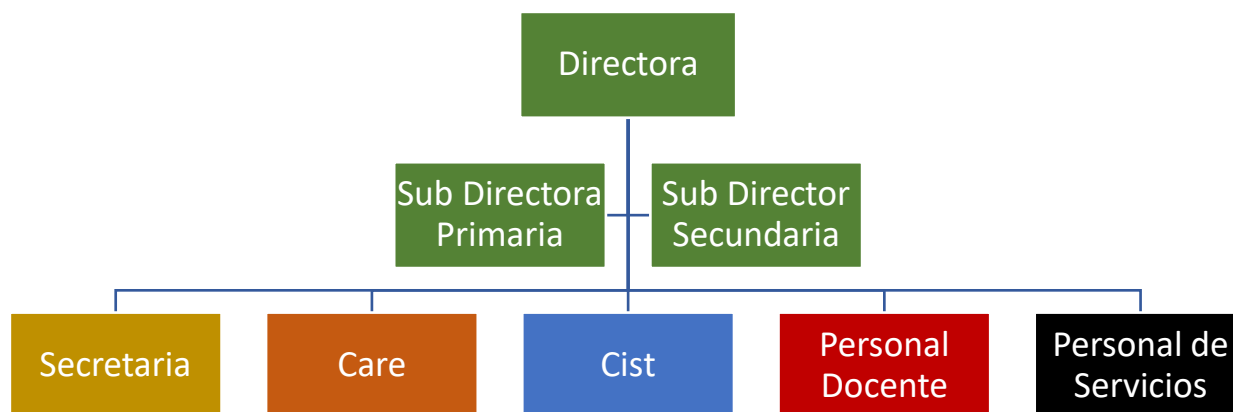 Directora
Sub Directora
Primaria
Sub Director
Secundaria
Secretaria
Care
Cist
Personal
Docente
Personal de
Servicios